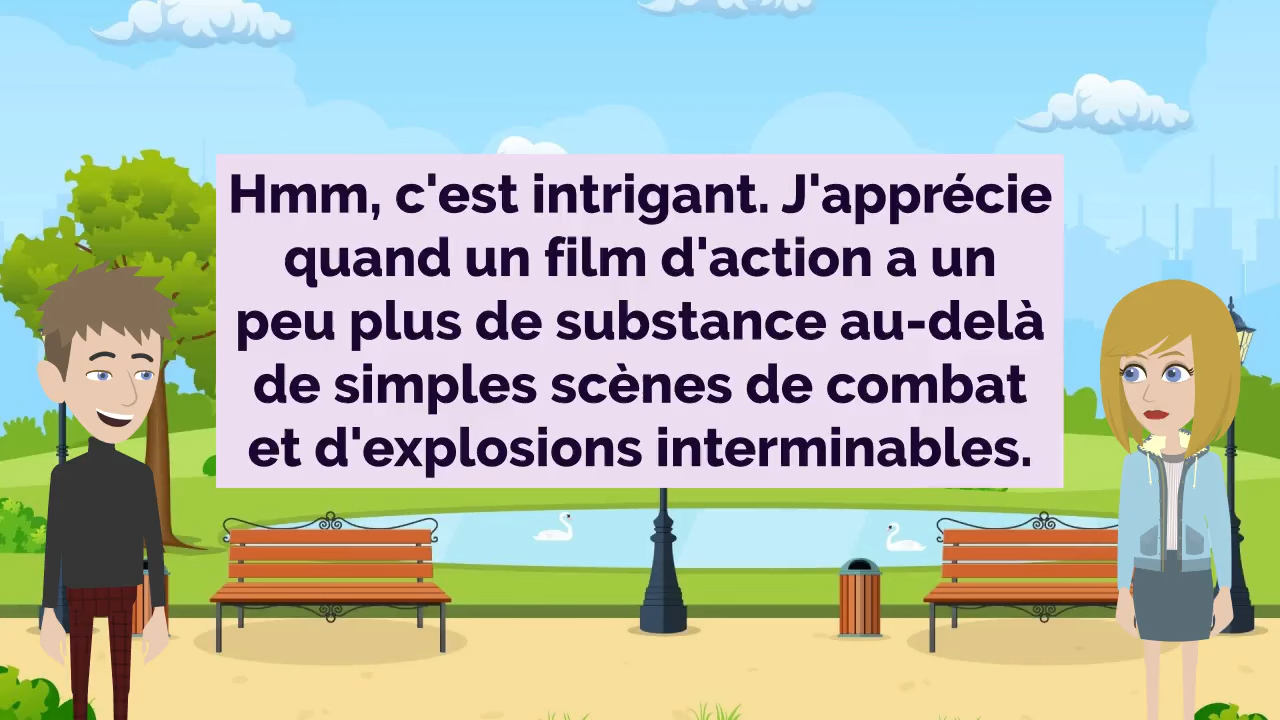 Hmm, c'est intrigant. J'apprécie
quand un film d'action a un
peu plus de substance au-delà
de simples scènes de combat
et d'explosions interminables.